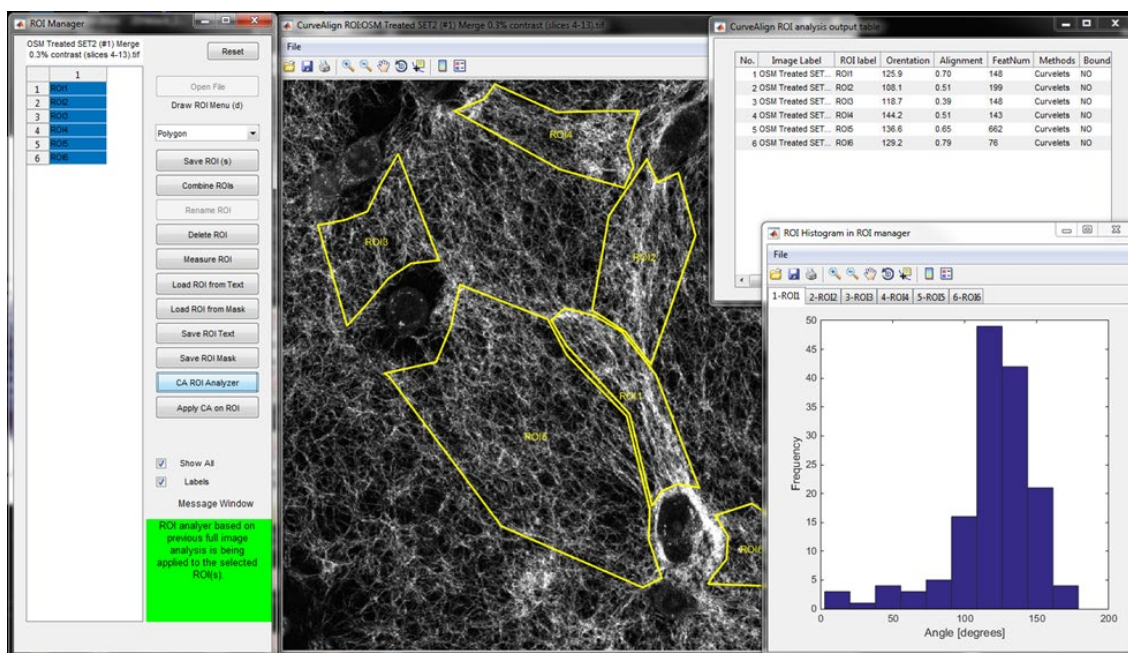 ROI Manager
OSM Treated SET2 (#1) Merge
0.3% contrast (slices 4-13).tif
Reset
1
1 ROI1
2 ROI2
3 ROI3
4 ROI4
5 ROI5
6 ROI6
Open File
Draw ROI Menu (d)
Polygon
Save ROI (s)
Combine ROIs
Rename ROI
Delete ROI
Measure ROI
Load ROI from Text
Load ROI from Mask
Save ROI Text
Save ROI Mask
CA ROI Analyzer
Apply CA on ROI
Show All
Labels
Message Window
ROI analyer based on
previous full image
analysis is being
applied to the selected
ROI(s).
CurveAlign ROI:OSM Treated SET2 (#1) Merge 0.3% contrast (slices 4-13).tif
File
ROI4
ROI3
ROI2
ROI1
ROI5
ROI6
CurveAlign ROI analysis output table
No. Image Label ROI label Orentation Alignment FeatNum Methods Bound
1 OSM Treated SET... ROI1 125.9 0.70 148 Curvelets NO
2 OSM Treated SET... ROI2 108.1 0.51 199 Curvelets NO
3 OSM Treated SET... ROI3 118.7 0.39 148 Curvelets NO
4 OSM Treated SET... ROI4 144.2 0.51 143 Curvelets NO
5 OSM Treated SET... ROI5 136.6 0.65 662 Curvelets NO
6 OSM Treated SET... ROI6 129.2 0.79 76 Curvelets NO
ROI Histogram in ROI manager
File
1-ROI1 2-ROI2 3-ROI3 4-ROI4 5-ROI5 6-ROI6
50
45
40
35
30
25
20
15
10
5
0
Frequency
0 50 100 150 200
Angle [degrees]